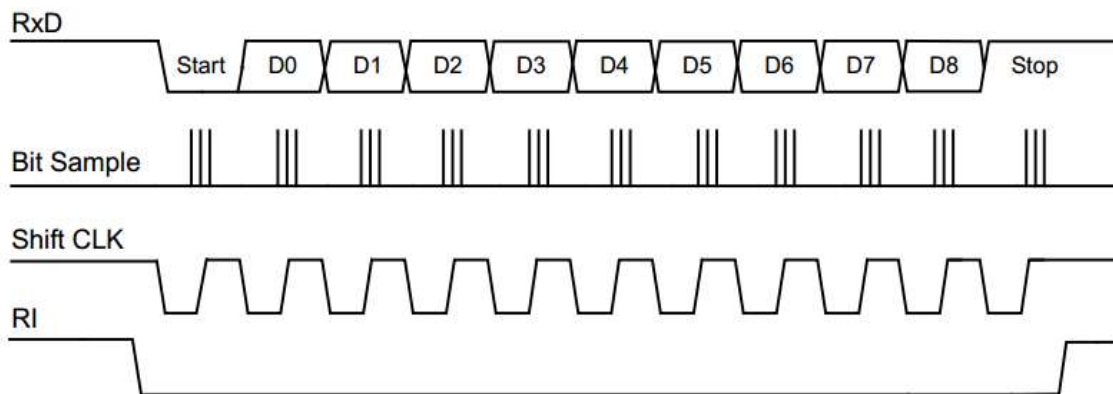 RxD
Start D0 D1 D2 D3 D4 D5 D6 D7 D8 Stop
Bit Sample
Shift CLK
RI